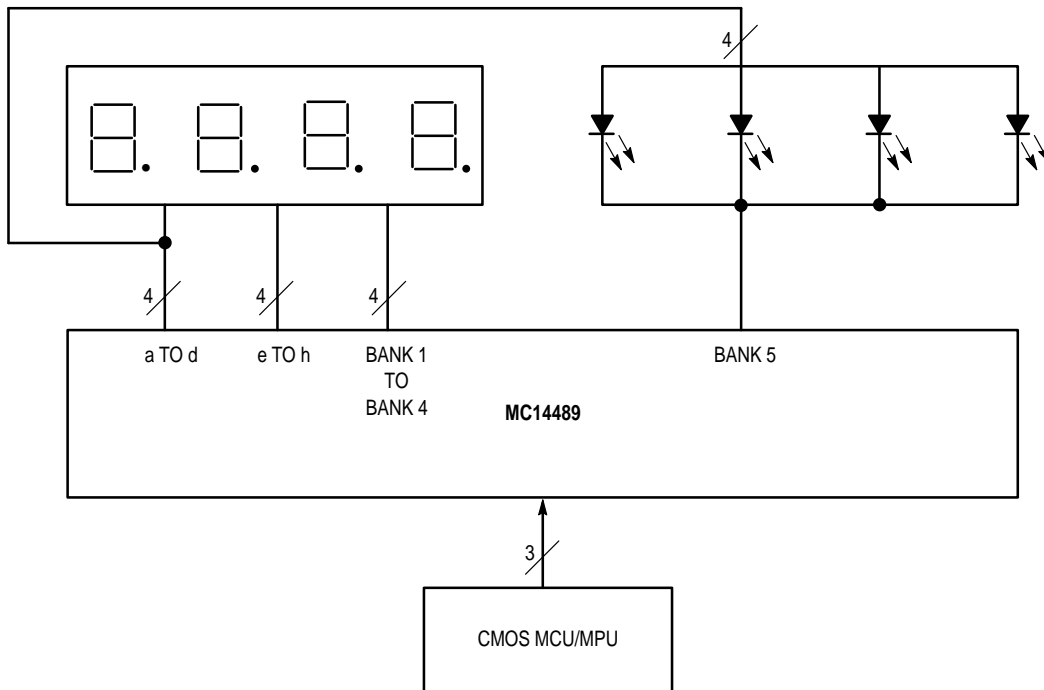 4
4
4
4
a TO d
e TO h
BANK 1
TO
BANK 4
BANK 5
MC14489
3
CMOS MCU/MPU